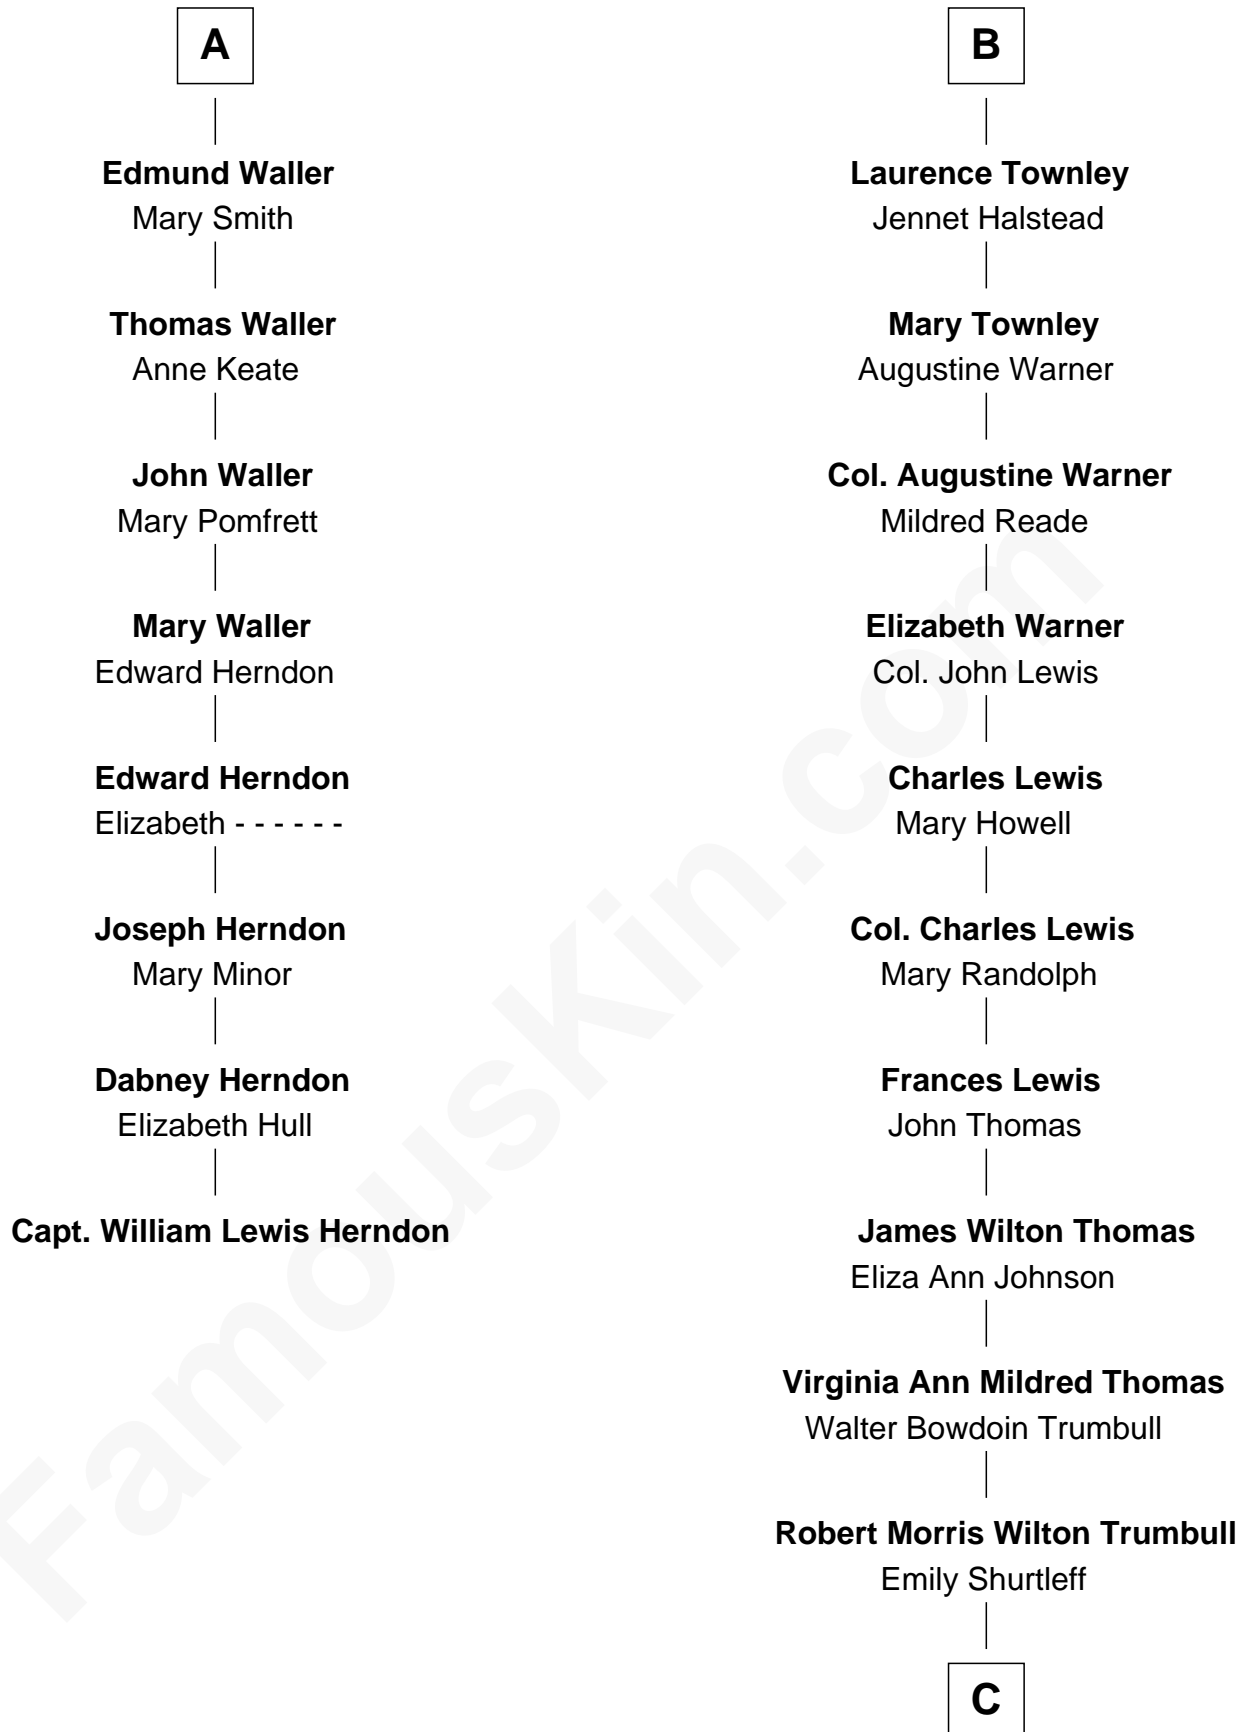 A
Edmund Waller
Mary Smith
Thomas Waller
Anne Keate
John Waller
Mary Pomfrett
Mary Waller
Edward Herndon
Edward Herndon
Elizabeth - - - - - -
Joseph Herndon
Mary Minor
Dabney Herndon
Elizabeth Hull
Capt. William Lewis Herndon
B
Laurence Townley
Jennet Halstead
Mary Townley
Augustine Warner
Col. Augustine Warner
Mildred Reade
Elizabeth Warner
Col. John Lewis
Charles Lewis
Mary Howell
Col. Charles Lewis
Mary Randolph
Frances Lewis
John Thomas
James Wilton Thomas
Eliza Ann Johnson
Virginia Ann Mildred Thomas
Walter Bowdoin Trumbull
Robert Morris Wilton Trumbull
Emily Shurtleff
C
FamousKin.com